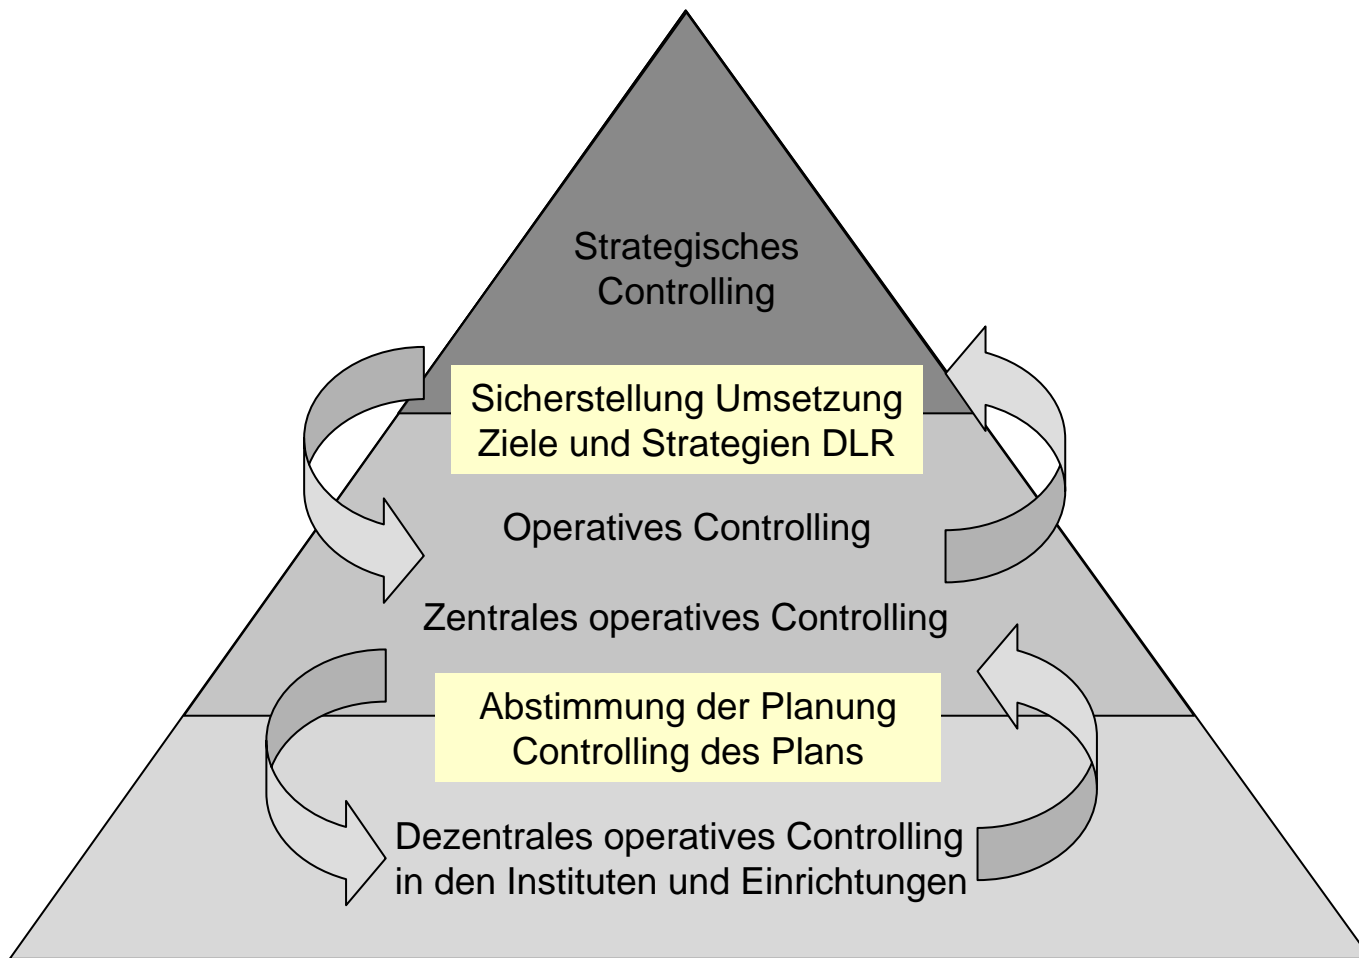 Strategisches
Controlling
Sicherstellung Umsetzung
Ziele und Strategien DLR
Operatives Controlling
Zentrales operatives Controlling
Abstimmung der Planung
Controlling des Plans
Dezentrales operatives Controlling
in den Instituten und Einrichtungen